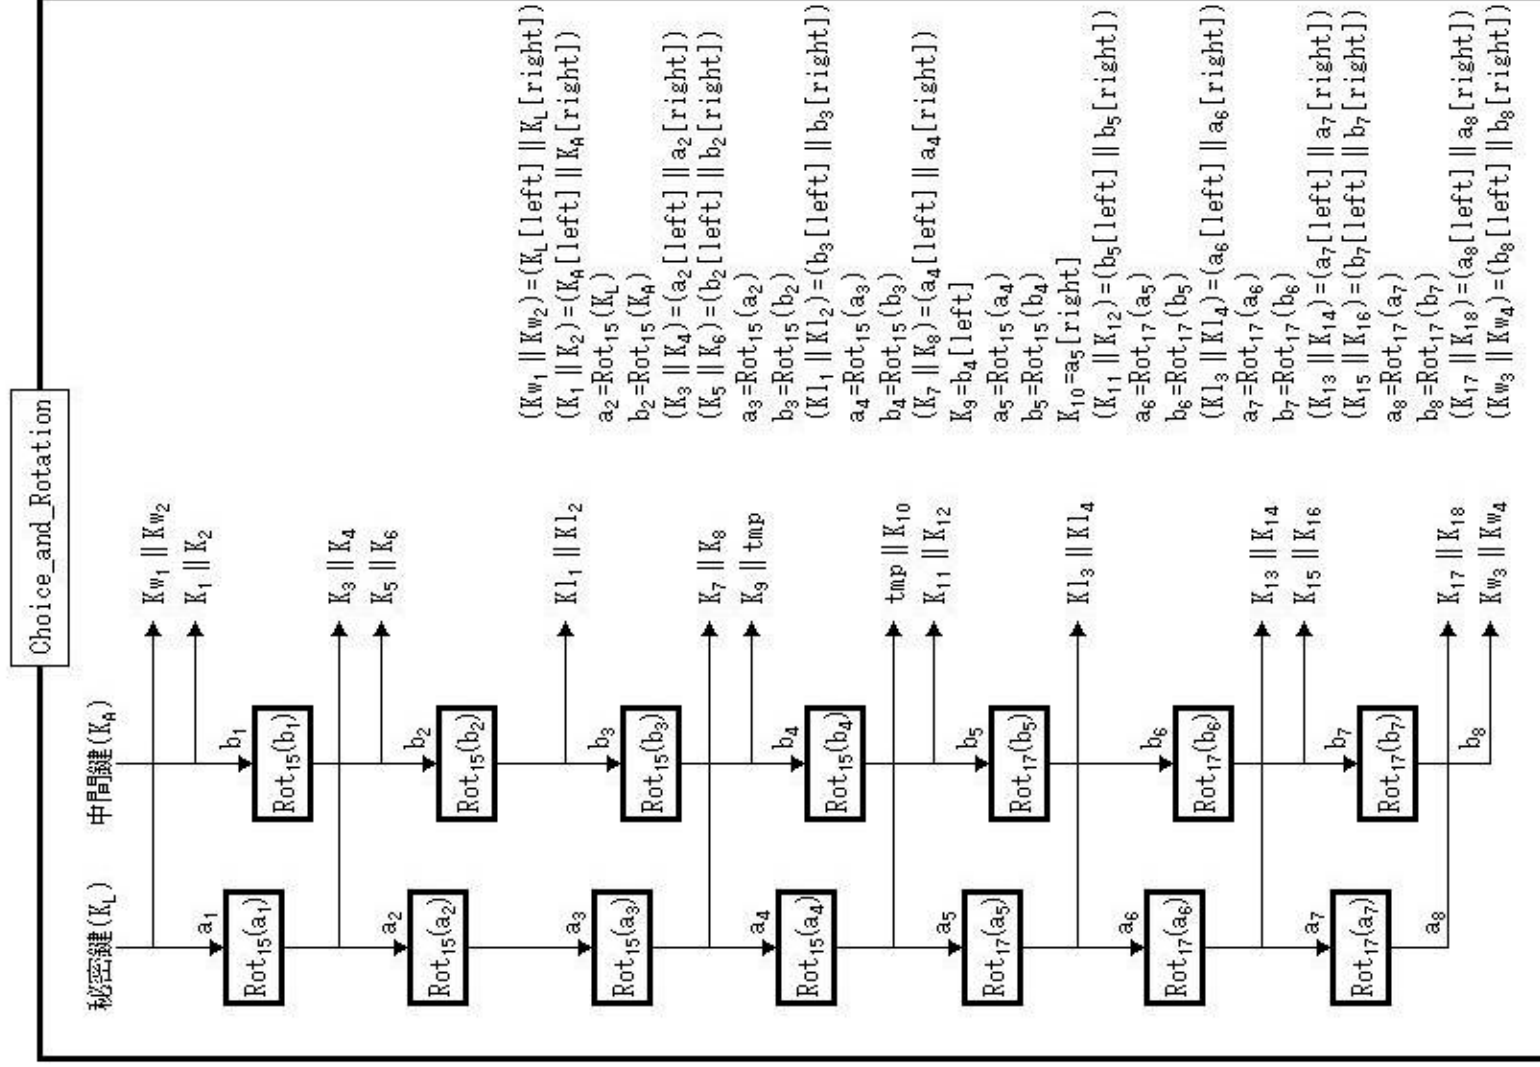 Choice_and_Rotation
秘密鍵(K_L) 中間鍵(K_A)
Kw₁ || Kw₂ (Kw₁ || Kw₂)=(K_L[left] || K_L[right])
K₁ || K₂ (K₁ || K₂)=(K_A[left] || K_A[right])
a₁ b₁
Rot₁₅(a₁) Rot₁₅(b₁)
a₂=Rot₁₅(K_L)
b₂=Rot₁₅(K_A)
K₃ || K₄ (K₃ || K₄)=(a₂[left] || a₂[right])
K₅ || K₆ (K₅ || K₆)=(b₂[left] || b₂[right])
a₂ b₂
Rot₁₅(a₂) Rot₁₅(b₂)
a₃=Rot₁₅(a₂)
b₃=Rot₁₅(b₂)
Kl₁ || Kl₂ (Kl₁ || Kl₂)=(b₃[left] || b₃[right])
a₃ b₃
Rot₁₅(a₃) Rot₁₅(b₃)
a₄=Rot₁₅(a₃)
b₄=Rot₁₅(b₃)
K₇ || K₈ (K₇ || K₈)=(a₄[left] || a₄[right])
K₉ || tmp K₉=b₄[left]
a₄ b₄
Rot₁₅(a₄) Rot₁₅(b₄)
a₅=Rot₁₅(a₄)
b₅=Rot₁₅(b₄)
tmp || K₁₀ K₁₀=a₅[right]
K₁₁ || K₁₂ (K₁₁ || K₁₂)=(b₅[left] || b₅[right])
a₅ b₅
Rot₁₇(a₅) Rot₁₇(b₅)
a₆=Rot₁₇(a₅)
b₆=Rot₁₇(b₅)
Kl₃ || Kl₄ (Kl₃ || Kl₄)=(a₆[left] || a₆[right])
a₆ b₆
Rot₁₇(a₆) Rot₁₇(b₆)
a₇=Rot₁₇(a₆)
b₇=Rot₁₇(b₆)
K₁₃ || K₁₄ (K₁₃ || K₁₄)=(a₇[left] || a₇[right])
K₁₅ || K₁₆ (K₁₅ || K₁₆)=(b₇[left] || b₇[right])
a₇ b₇
Rot₁₇(a₇) Rot₁₇(b₇)
a₈=Rot₁₇(a₇)
b₈=Rot₁₇(b₇)
a₈ K₁₇ || K₁₈ (K₁₇ || K₁₈)=(a₈[left] || a₈[right])
b₈ Kw₃ || Kw₄ (Kw₃ || Kw₄)=(b₈[left] || b₈[right])